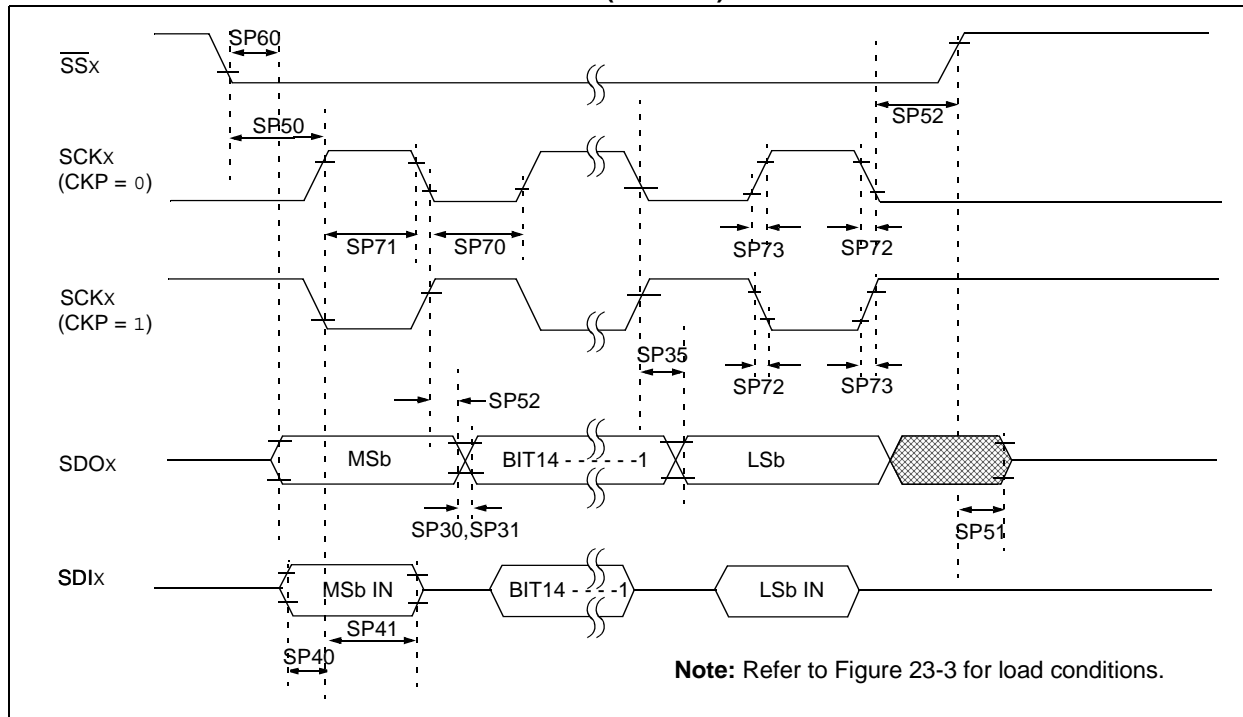 SP60
SSX
SP50
SP52
SCKX
(CKP = 0)
SP71
SP70
SP73
SP72
SCKX
(CKP = 1)
SP35
SP72
SP73
SP52
SDOX
MSb
BIT14 - - - - - -1
LSb
SP30,SP31
SP51
SDIX
MSb IN
BIT14 - - - -1
LSb IN
SP41
SP40
Note: Refer to Figure 23-3 for load conditions.